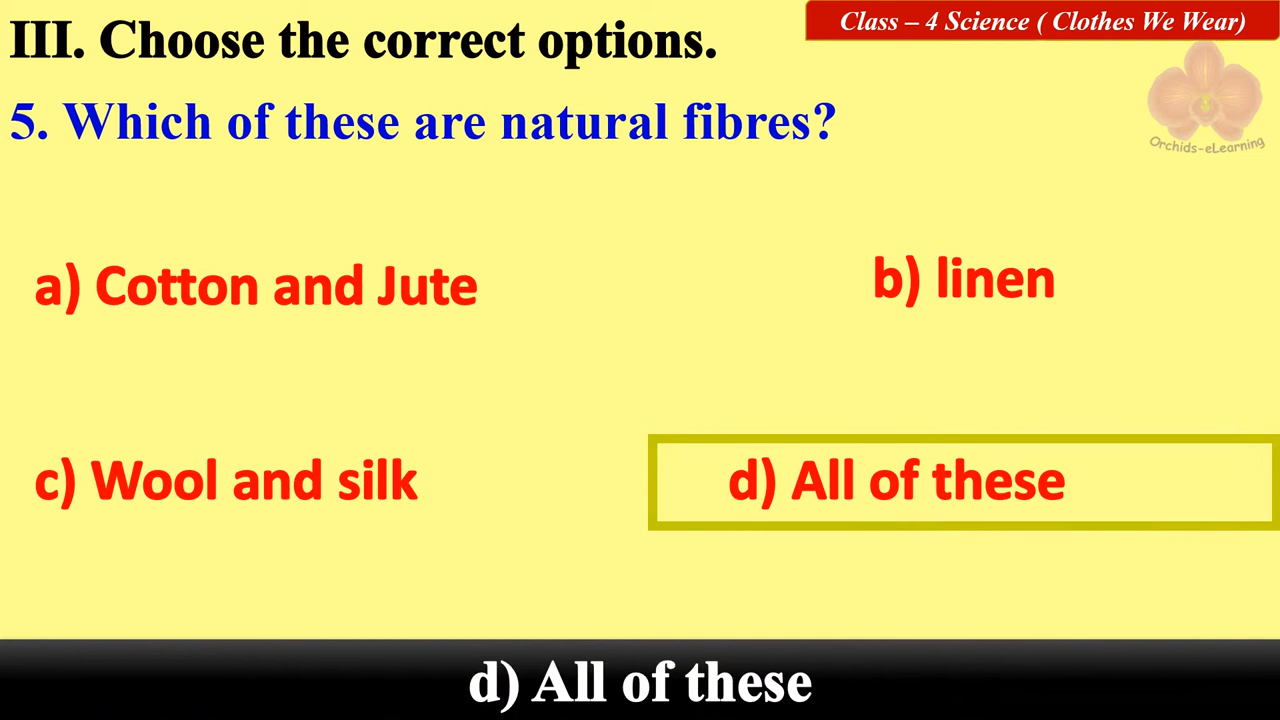 III. Choose the correct options.
Class – 4 Science ( Clothes We Wear)
5. Which of these are natural fibres?
Orchids-eLearning
a) Cotton and Jute
b) linen
c) Wool and silk
d) All of these
d) All of these